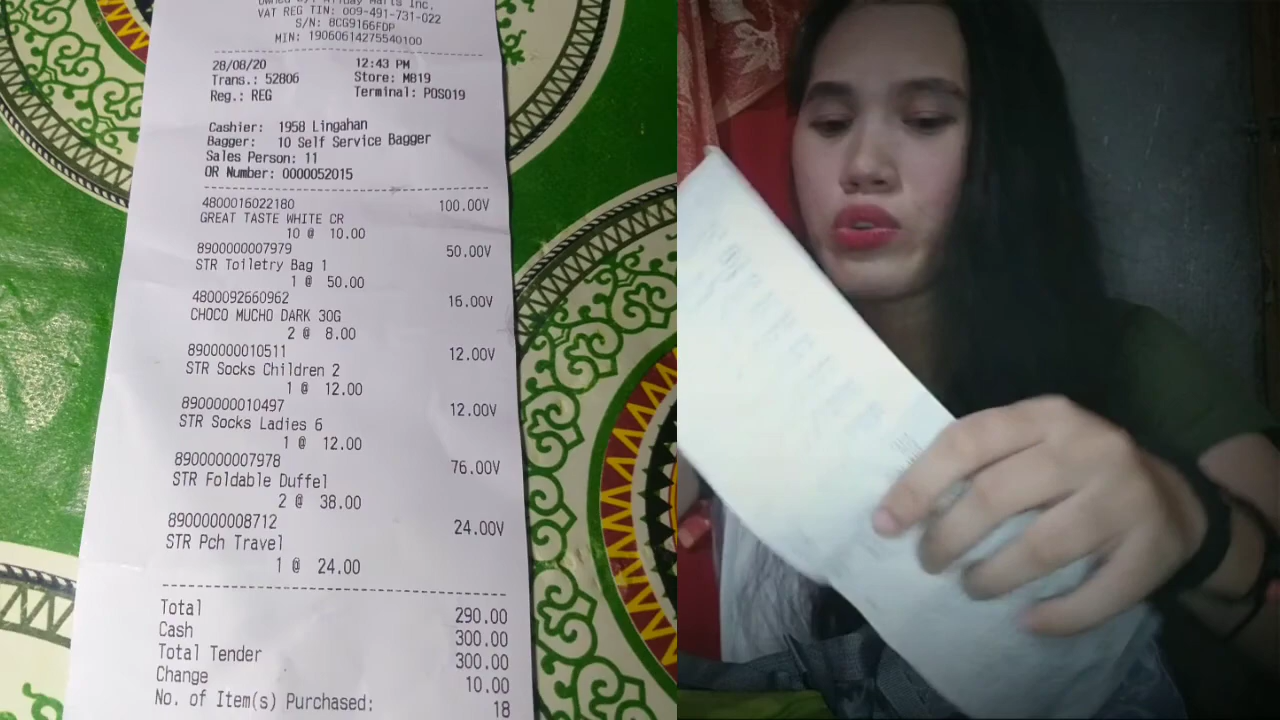 Owned by: Allday Marts Inc.
VAT REG TIN: 009-491-731-022
S/N: 8CG9166FDP
MIN: 19060614275540100
28/08/20 12:43 PM
Trans.: 52806 Store: MB19
Reg.: REG Terminal: POS019
Cashier: 1958 Lingahan
Bagger: 10 Self Service Bagger
Sales Person: 11
OR Number: 0000052015
4800016022180 100.00V
GREAT TASTE WHITE CR
10 @ 10.00
8900000007979 50.00V
STR Toiletry Bag 1
1 @ 50.00
4800092660962 16.00V
CHOCO MUCHO DARK 30G
2 @ 8.00
8900000010511 12.00V
STR Socks Children 2
1 @ 12.00
8900000010497 12.00V
STR Socks Ladies 6
1 @ 12.00
8900000007978 76.00V
STR Foldable Duffel
2 @ 38.00
8900000008712 24.00V
STR Pch Travel
1 @ 24.00
Total 290.00
Cash 300.00
Total Tender 300.00
Change 10.00
No. of Item(s) Purchased: 18